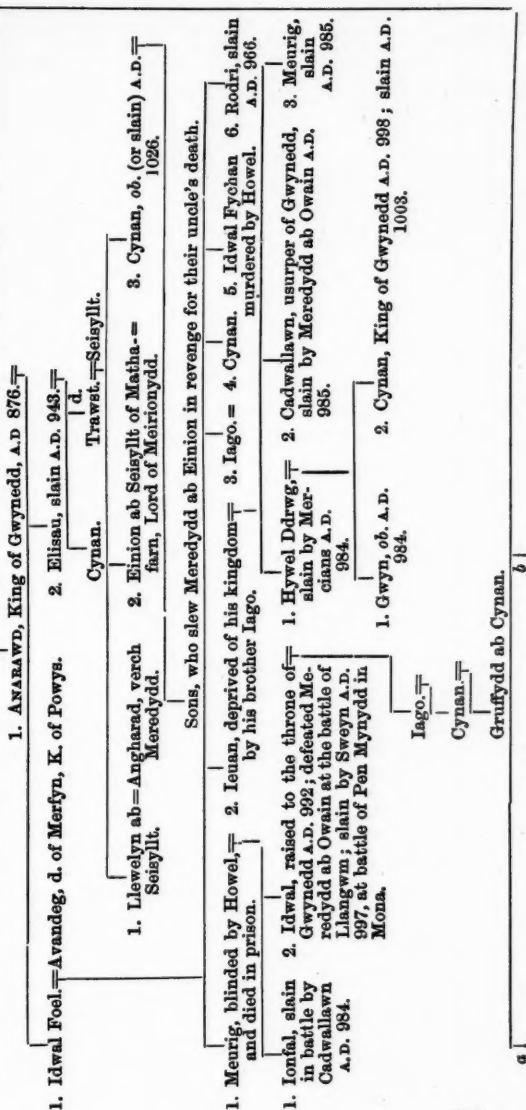 1. ANARAWD, King of Gwynedd, A.D 876.=
1. Idwal Foel.=Avandeg, d. of Merfyn, K. of Powys.
2. Elisau, slain A.D. 943.=
Cynan.
d.
Trawst.=Seisyllt.
1. Llewelyn ab=Angharad, verch
Seisyllt.
Meredydd.
2. Einion ab Seisyllt of Matha-=
farn, Lord of Meirionydd.
3. Cynan, ob. (or slain) A.D.=
1026.
Sons, who slew Meredydd ab Einion in revenge for their uncle's death.
1. Meurig, blinded by Howel,=
and died in prison.
2. Ieuan, deprived of his kingdom=
by his brother Iago.
3. Iago.=
4. Cynan.
5. Idwal Fychan
murdered by Howel.
6. Rodri, slain
A.D. 966.
1. Ionfal, slain
in battle by
Cadwallawn
A.D. 984.
2. Idwal, raised to the throne of=
Gwynedd A.D. 992; defeated Me-
redydd ab Owain at the battle of
Llangwm; slain by Sweyn A.D.
997, at battle of Pen Mynydd in
Mona.
1. Hywel Ddrwg,=
slain by Mer-
cians A.D.
984.
2. Cadwallawn, usurper of Gwynedd,
slain by Meredydd ab Owain A.D.
985.
3. Meurig,
slain
A.D. 985.
Iago.=
Cynan.=
Gruffydd ab Cynan.
1. Gwyn, ob. A.D.
984.
2. Cynan, King of Gwynedd A.D. 998; slain A.D.
1003.
a
b